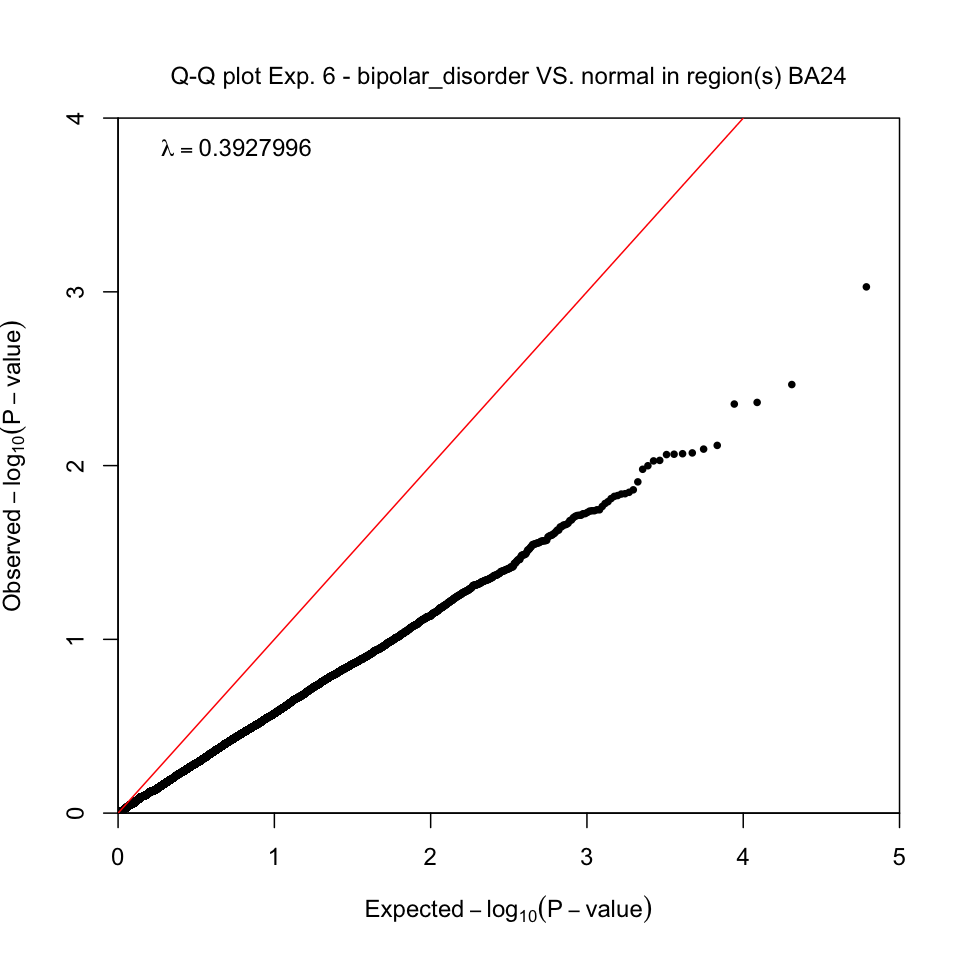 Q-Q plot Exp. 6 - bipolar_disorder VS. normal in region(s) BA24
λ = 0.3927996
4
3
2
1
0
Observed − log10(P − value)
0 1 2 3 4 5
Expected − log10(P − value)